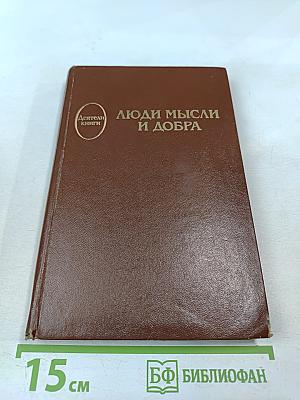 Деятели
книги
ЛЮДИ МЫСЛИ
И ДОБРА
15 см
БФ БИБЛИОФАН